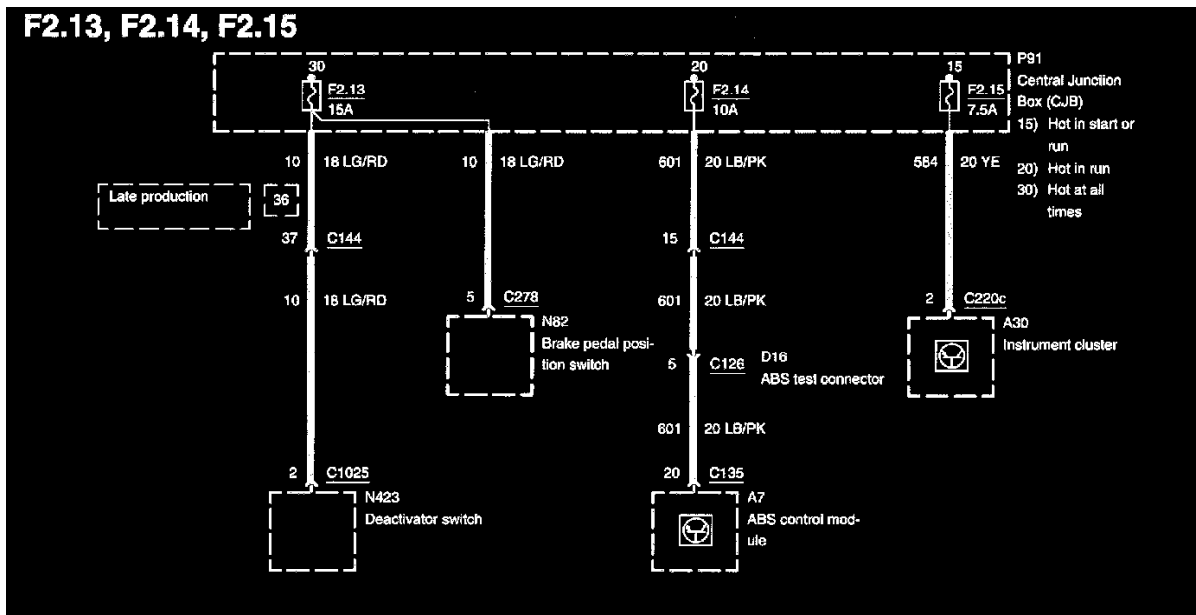 F2.13, F2.14, F2.15
30
F2.13
15A
20
F2.14
10A
15
F2.15
7.5A
P91
Central Junction
Box (CJB)
15) Hot in start or
run
20) Hot in run
30) Hot at all
times
10 18 LG/RD
10 18 LG/RD
601 20 LB/PK
584 20 YE
Late production
36
37 C144
15 C144
10 18 LG/RD
5 C278
601 20 LB/PK
2 C220c
N82
Brake pedal posi-
tion switch
A30
Instrument cluster
5 C126
D16
ABS test connector
601 20 LB/PK
2 C1025
20 C135
N423
Deactivator switch
A7
ABS control mod-
ule